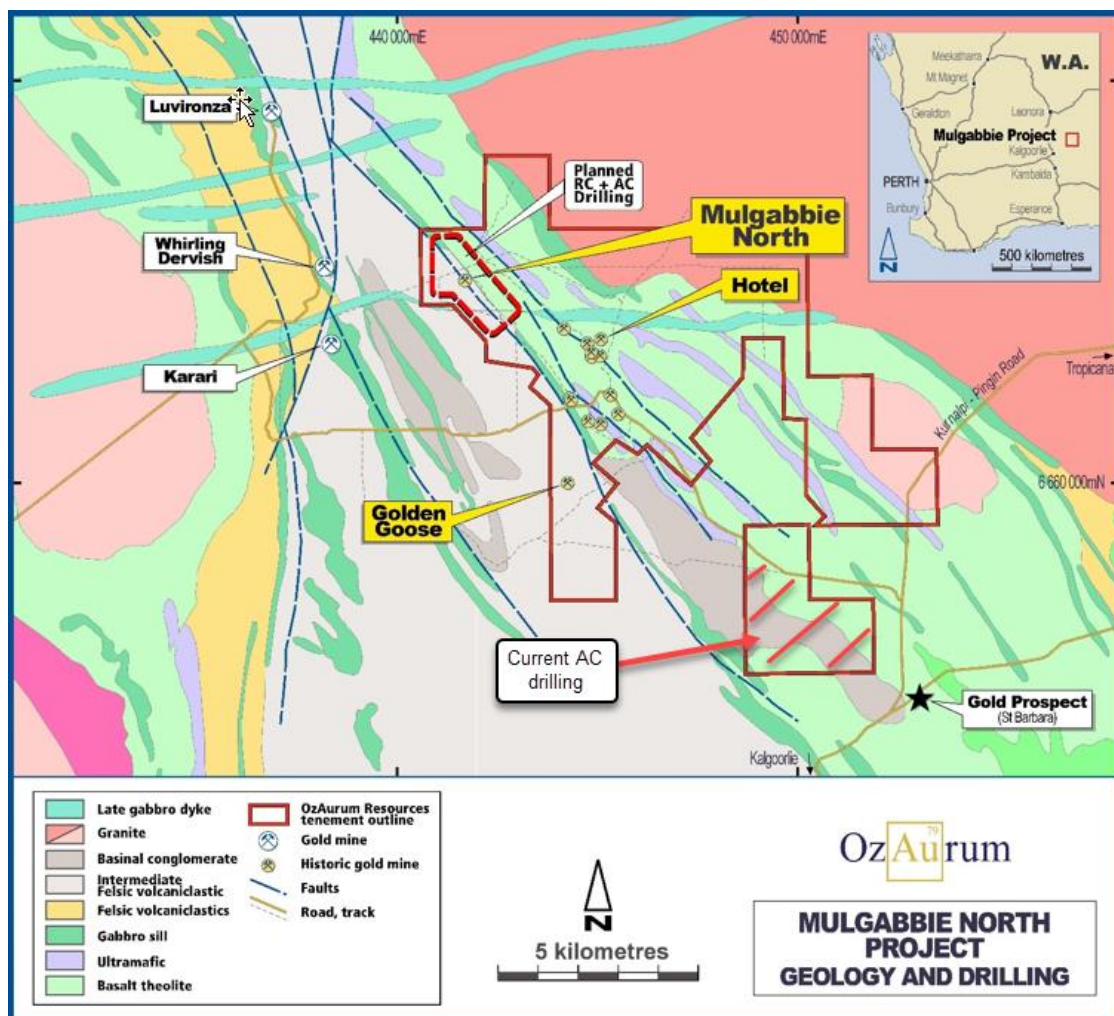 440 000mE
450 000mE
Luvironza
Planned
RC + AC
Drilling
Mulgabbie
North
Whirling
Dervish
Hotel
Karari
Tropicana
Kurnalpi - Pingin Road
6 660 000mN
Golden
Goose
Current AC
drilling
Gold Prospect
(St Barbara)
Kalgoorlie
W.A.
Meekatharra
Mt Magnet
Geraldton
Leonora
Mulgabbie Project
Kalgoorlie
Kambalda
PERTH
Bunbury
Esperance
N
500 kilometres
Late gabbro dyke
Granite
Basinal conglomerate
Intermediate
Felsic volcaniclastic
Felsic volcaniclastics
Gabbro sill
Ultramafic
Basalt theolite
OzAurum Resources
tenement outline
Gold mine
Historic gold mine
Faults
Road, track
N
5 kilometres
79
OzAurum
MULGABBIE NORTH
PROJECT
GEOLOGY AND DRILLING